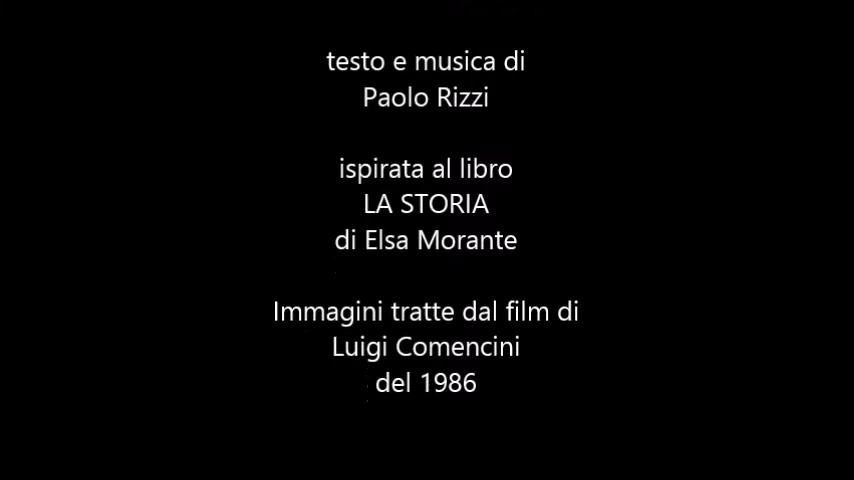 testo e musica di
Paolo Rizzi
ispirata al libro
LA STORIA
di Elsa Morante
Immagini tratte dal film di
Luigi Comencini
del 1986